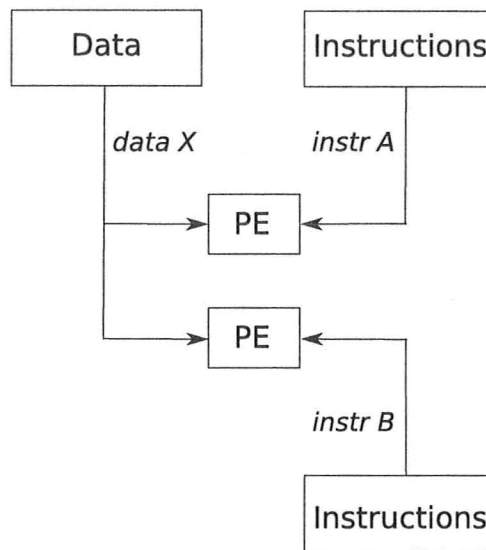 Data
Instructions
data X
instr A
PE
PE
instr B
Instructions